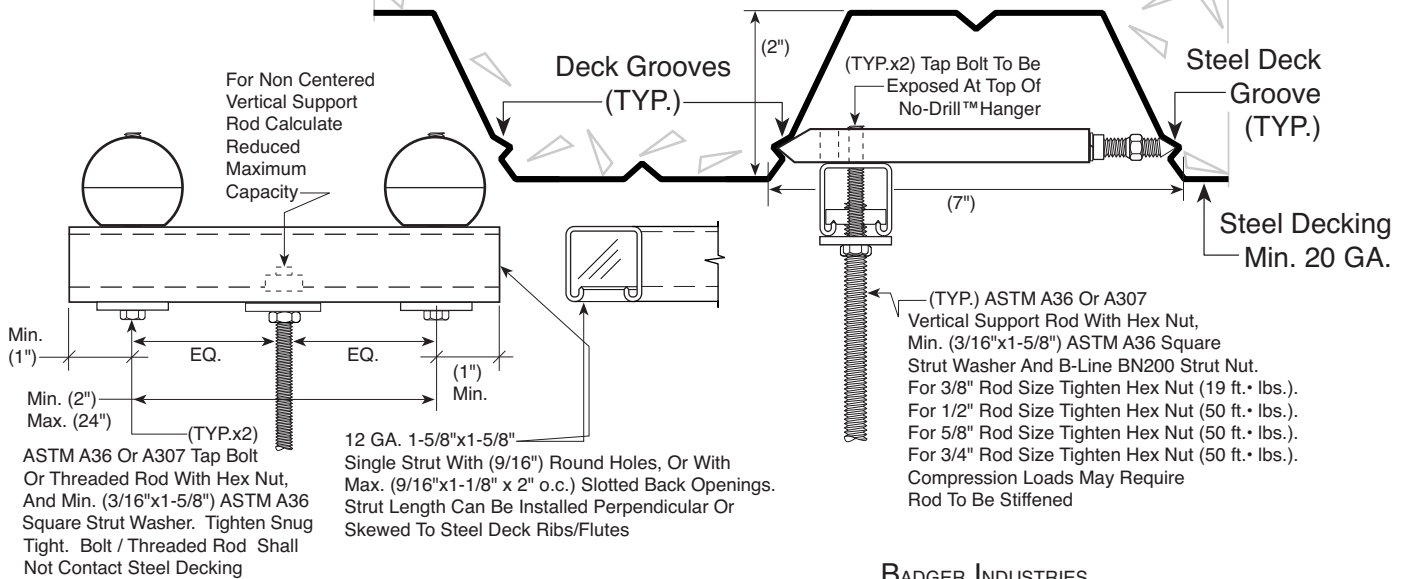 For Non Centered
Vertical Support
Rod Calculate
Reduced
Maximum
Capacity
Deck Grooves
(TYP.)
(2")
(TYP.x2) Tap Bolt To Be
Exposed At Top Of
No-Drill™Hanger
Steel Deck
Groove
(TYP.)
(7")
Steel Decking
Min. 20 GA.
Min.
(1")
EQ.
EQ.
(1")
Min.
Min. (2")
Max. (24")
(TYP.x2)
ASTM A36 Or A307 Tap Bolt
Or Threaded Rod With Hex Nut,
And Min. (3/16"x1-5/8") ASTM A36
Square Strut Washer. Tighten Snug
Tight. Bolt / Threaded Rod Shall
Not Contact Steel Decking
12 GA. 1-5/8"x1-5/8"
Single Strut With (9/16") Round Holes, Or With
Max. (9/16"x1-1/8" x 2" o.c.) Slotted Back Openings.
Strut Length Can Be Installed Perpendicular Or
Skewed To Steel Deck Ribs/Flutes
(TYP.) ASTM A36 Or A307
Vertical Support Rod With Hex Nut,
Min. (3/16"x1-5/8") ASTM A36 Square
Strut Washer And B-Line BN200 Strut Nut.
For 3/8" Rod Size Tighten Hex Nut (19 ft.• lbs.).
For 1/2" Rod Size Tighten Hex Nut (50 ft.• lbs.).
For 5/8" Rod Size Tighten Hex Nut (50 ft.• lbs.).
For 3/4" Rod Size Tighten Hex Nut (50 ft.• lbs.).
Compression Loads May Require
Rod To Be Stiffened
BADGER INDUSTRIES